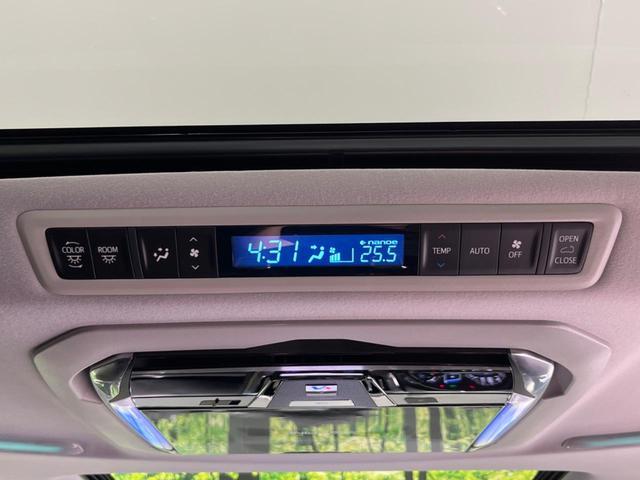 COLOR ROOM 4:31 nanoe 25.5 TEMP AUTO OFF OPEN CLOSE